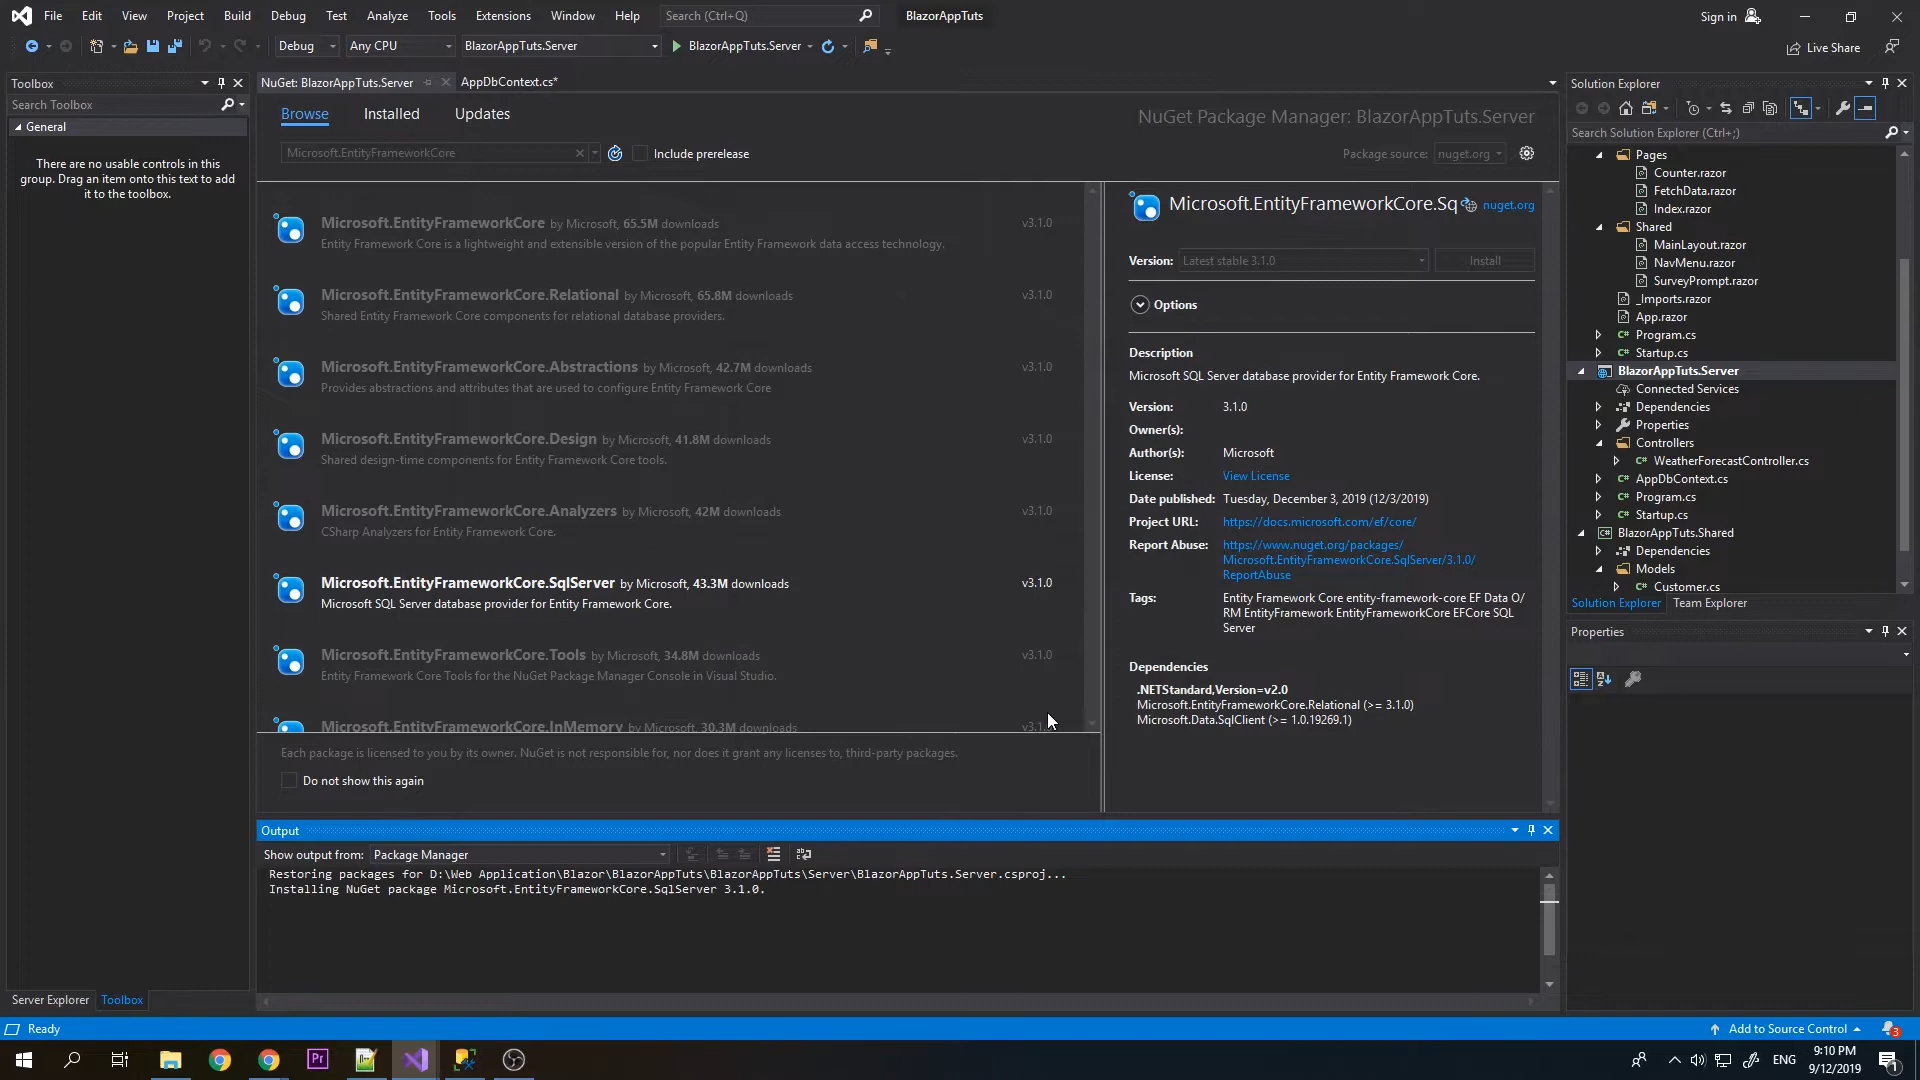 File Edit View Project Build Debug Test Analyze Tools Extensions Window Help Search (Ctrl+Q) BlazorAppTuts Sign in
Debug Any CPU BlazorAppTuts.Server BlazorAppTuts.Server Live Share
Toolbox
Search Toolbox
General
There are no usable controls in this
group. Drag an item onto this text to add
it to the toolbox.
Server Explorer Toolbox
NuGet: BlazorAppTuts.Server AppDbContext.cs*
Browse Installed Updates
NuGet Package Manager: BlazorAppTuts.Server
Microsoft.EntityFrameworkCore Include prerelease
Package source: nuget.org
Microsoft.EntityFrameworkCore by Microsoft, 65.5M downloads v3.1.0
Entity Framework Core is a lightweight and extensible version of the popular Entity Framework data access technology.
Microsoft.EntityFrameworkCore.Relational by Microsoft, 65.8M downloads v3.1.0
Shared Entity Framework Core components for relational database providers.
Microsoft.EntityFrameworkCore.Abstractions by Microsoft, 42.7M downloads v3.1.0
Provides abstractions and attributes that are used to configure Entity Framework Core
Microsoft.EntityFrameworkCore.Design by Microsoft, 41.8M downloads v3.1.0
Shared design-time components for Entity Framework Core tools.
Microsoft.EntityFrameworkCore.Analyzers by Microsoft, 42M downloads v3.1.0
CSharp Analyzers for Entity Framework Core.
Microsoft.EntityFrameworkCore.SqlServer by Microsoft, 43.3M downloads v3.1.0
Microsoft SQL Server database provider for Entity Framework Core.
Microsoft.EntityFrameworkCore.Tools by Microsoft, 34.8M downloads v3.1.0
Entity Framework Core Tools for the NuGet Package Manager Console in Visual Studio.
Microsoft.EntityFrameworkCore.InMemory by Microsoft, 30.3M downloads
Each package is licensed to you by its owner. NuGet is not responsible for, nor does it grant any licenses to, third-party packages.
Do not show this again
Microsoft.EntityFrameworkCore.Sq nuget.org
Version: Latest stable 3.1.0 Install
Options
Description
Microsoft SQL Server database provider for Entity Framework Core.
Version: 3.1.0
Owner(s):
Author(s): Microsoft
License: View License
Date published: Tuesday, December 3, 2019 (12/3/2019)
Project URL: https://docs.microsoft.com/ef/core/
Report Abuse: https://www.nuget.org/packages/
Microsoft.EntityFrameworkCore.SqlServer/3.1.0/
ReportAbuse
Tags: Entity Framework Core entity-framework-core EF Data O/
RM EntityFramework EntityFrameworkCore EFCore SQL
Server
Dependencies
.NETStandard,Version=v2.0
Microsoft.EntityFrameworkCore.Relational (>= 3.1.0)
Microsoft.Data.SqlClient (>= 1.0.19269.1)
Output
Show output from: Package Manager
Restoring packages for D:\Web Application\Blazor\BlazorAppTuts\BlazorAppTuts\Server\BlazorAppTuts.Server.csproj...
Installing NuGet package Microsoft.EntityFrameworkCore.SqlServer 3.1.0.
Solution Explorer
Search Solution Explorer (Ctrl+;)
Pages
Counter.razor
FetchData.razor
Index.razor
Shared
MainLayout.razor
NavMenu.razor
SurveyPrompt.razor
_Imports.razor
App.razor
C# Program.cs
C# Startup.cs
BlazorAppTuts.Server
Connected Services
Dependencies
Properties
Controllers
C# WeatherForecastController.cs
C# AppDbContext.cs
C# Program.cs
C# Startup.cs
C# BlazorAppTuts.Shared
Dependencies
Models
C# Customer.cs
Solution Explorer Team Explorer
Properties
Ready Add to Source Control 3
Pr ENG 9:10 PM
9/12/2019 1